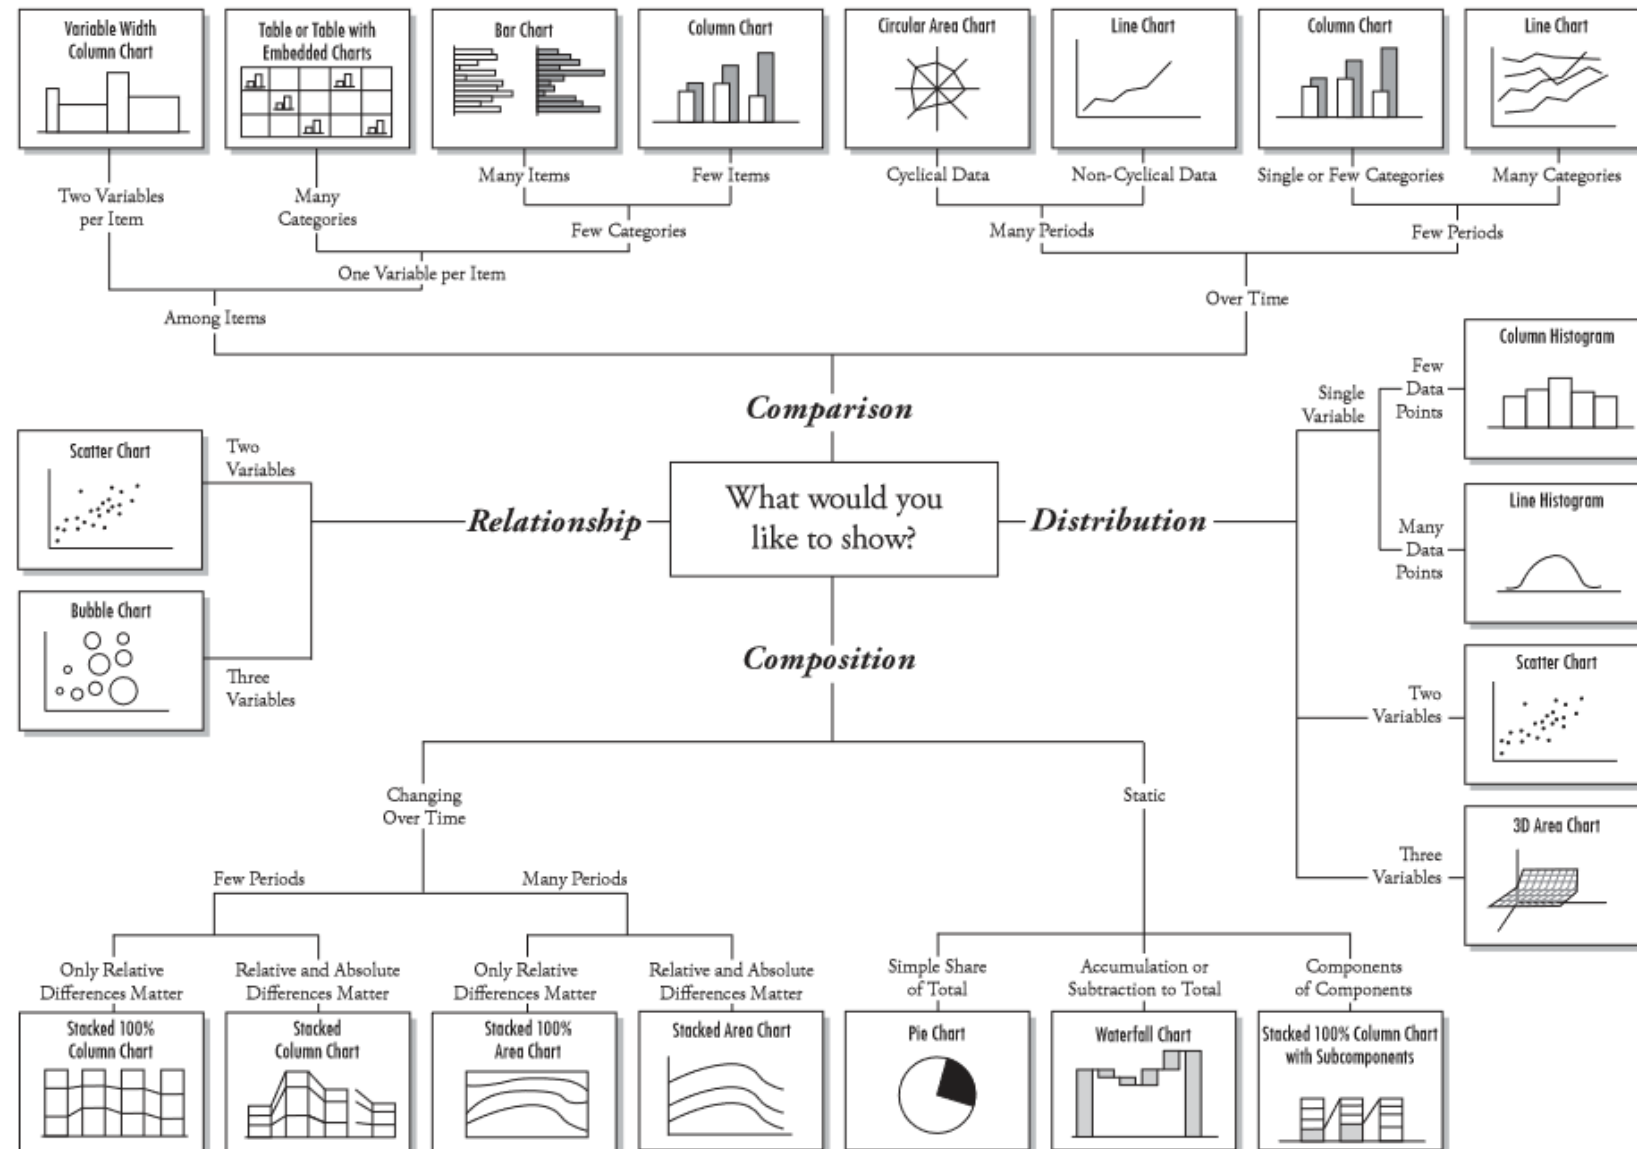 Variable Width
Column Chart
Table or Table with
Embedded Charts
Bar Chart
Column Chart
Circular Area Chart
Line Chart
Column Chart
Line Chart
Two Variables
per Item
Many
Categories
Many Items
Few Items
Cyclical Data
Non-Cyclical Data
Single or Few Categories
Many Categories
Few Categories
Many Periods
Few Periods
One Variable per Item
Among Items
Over Time
Comparison
Relationship
What would you
like to show?
Distribution
Composition
Scatter Chart
Two
Variables
Bubble Chart
Three
Variables
Single
Variable
Few
Data
Points
Column Histogram
Many
Data
Points
Line Histogram
Two
Variables
Scatter Chart
Three
Variables
3D Area Chart
Changing
Over Time
Static
Few Periods
Many Periods
Only Relative
Differences Matter
Relative and Absolute
Differences Matter
Only Relative
Differences Matter
Relative and Absolute
Differences Matter
Simple Share
of Total
Accumulation or
Subtraction to Total
Components
of Components
Stacked 100%
Column Chart
Stacked
Column Chart
Stacked 100%
Area Chart
Stacked Area Chart
Pie Chart
Waterfall Chart
Stacked 100% Column Chart
with Subcomponents